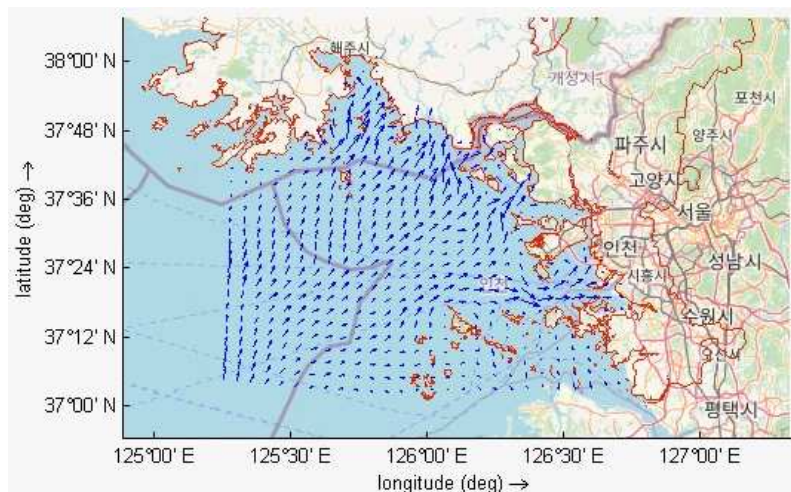 해주시
38°00' N
개성시
포천시
37°48' N
파주시
양주시
고양시
37°36' N
서울
인천
37°24' N
시흥시
성남시
인천
37°12' N
수원시
오산시
37°00' N
평택시
latitude (deg) →
125°00' E
125°30' E
126°00' E
126°30' E
127°00' E
longitude (deg) →